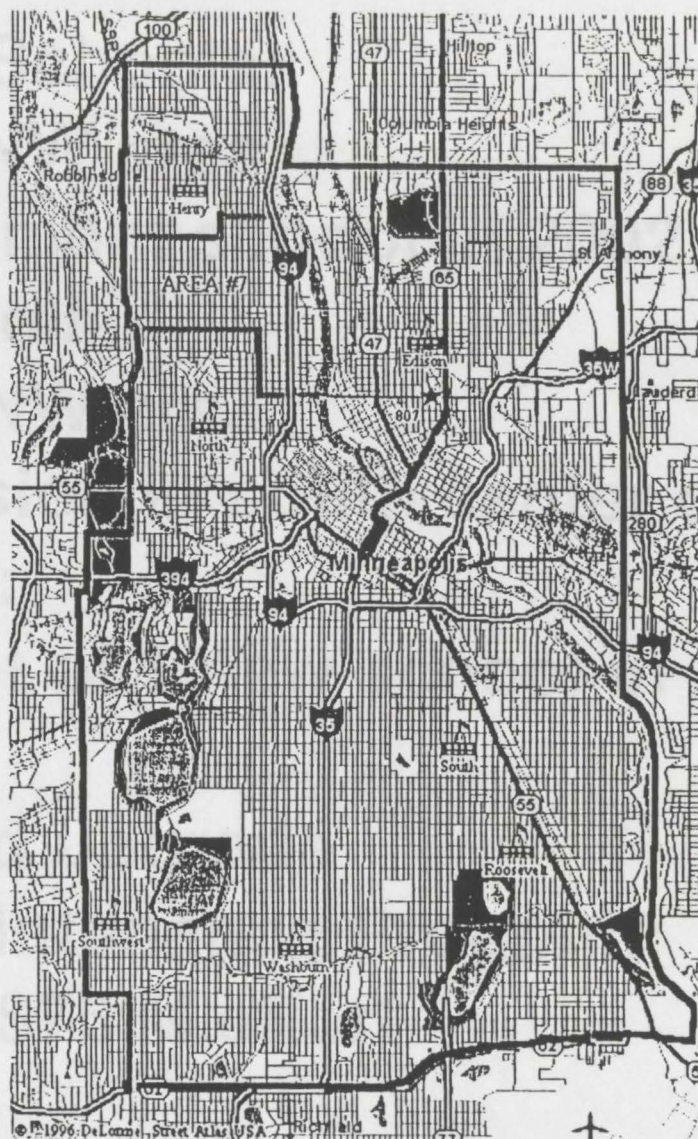 100
47
Hilltop
Columbia Heights
88
Henry
94
AREA #7
65
St Anthony
47
Edison
35W
807
North
55
280
Minneapolis
394
94
94
35
South
55
Roosevelt
Southwest
Washburn
62
© 1996 DeLorme Street Atlas USA
Richfield
77